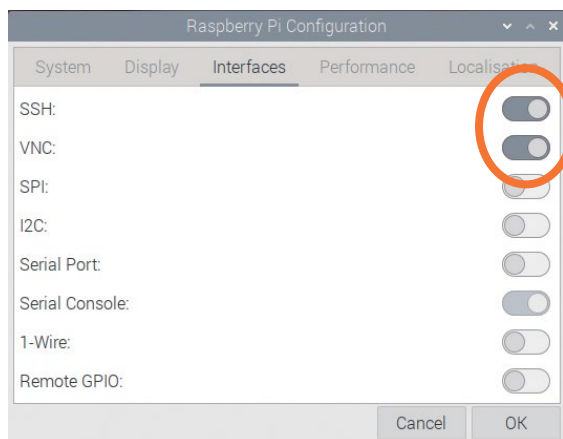 Raspberry Pi Configuration
System Display Interfaces Performance Localisation
SSH:
VNC:
SPI:
I2C:
Serial Port:
Serial Console:
1-Wire:
Remote GPIO:
Cancel OK